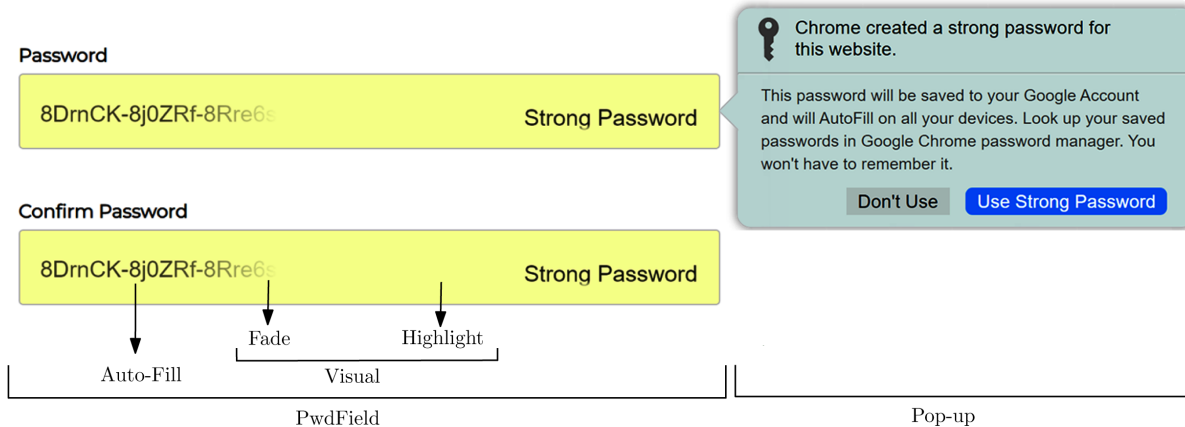 Chrome created a strong password for
this website.
Password
8DrnCK-8j0ZRf-8Rre6s
Strong Password
This password will be saved to your Google Account
and will AutoFill on all your devices. Look up your saved
passwords in Google Chrome password manager. You
won't have to remember it.
Don't Use
Use Strong Password
Confirm Password
8DrnCK-8j0ZRf-8Rre6s
Strong Password
Fade
Highlight
Auto-Fill
Visual
PwdField
Pop-up